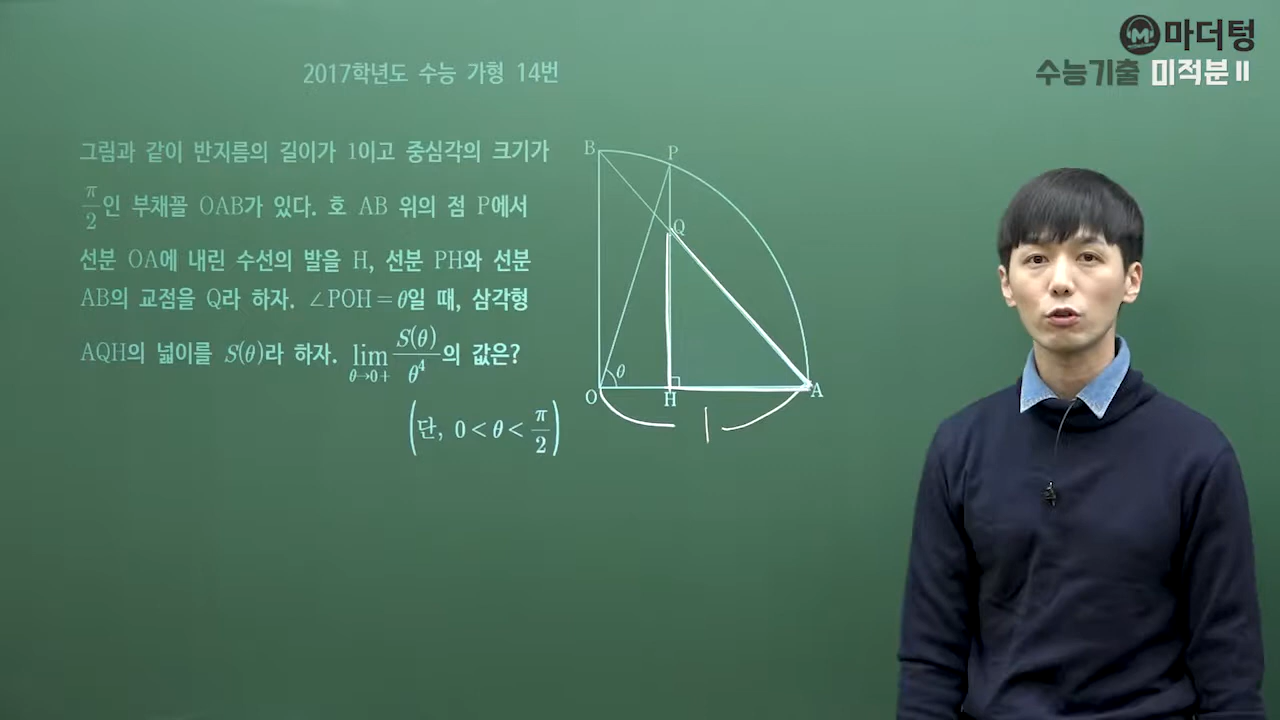 마더텅
수능기출 미적분Ⅱ
2017학년도 수능 가형 14번
그림과 같이 반지름의 길이가 1이고 중심각의 크기가
π/2인 부채꼴 OAB가 있다. 호 AB 위의 점 P에서
선분 OA에 내린 수선의 발을 H, 선분 PH와 선분
AB의 교점을 Q라 하자. ∠POH=θ일 때, 삼각형
AQH의 넓이를 S(θ)라 하자. lim θ→0+ S(θ)/θ⁴의 값은?
(단, 0<θ<π/2)
B P
Q
θ
O H A
1